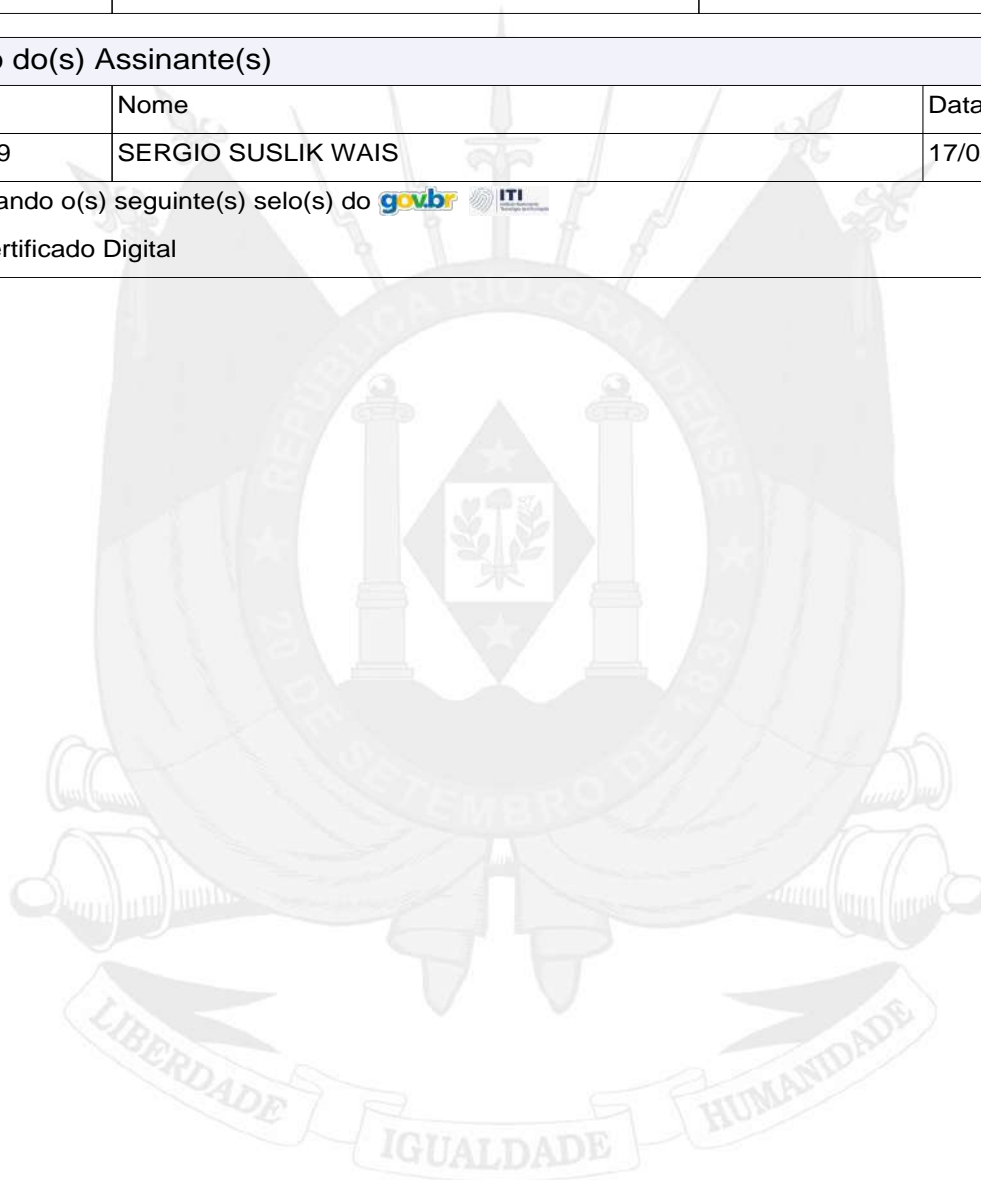 o do(s) Assinante(s)
Nome
Data
9
SERGIO SUSLIK WAIS
17/0
ando o(s) seguinte(s) selo(s) do gov.br ITI
ertificado Digital
REPÚBLICA RIO-GRANDENSE
20 DE SETEMBRO DE 1835
LIBERDADE
IGUALDADE
HUMANIDADE